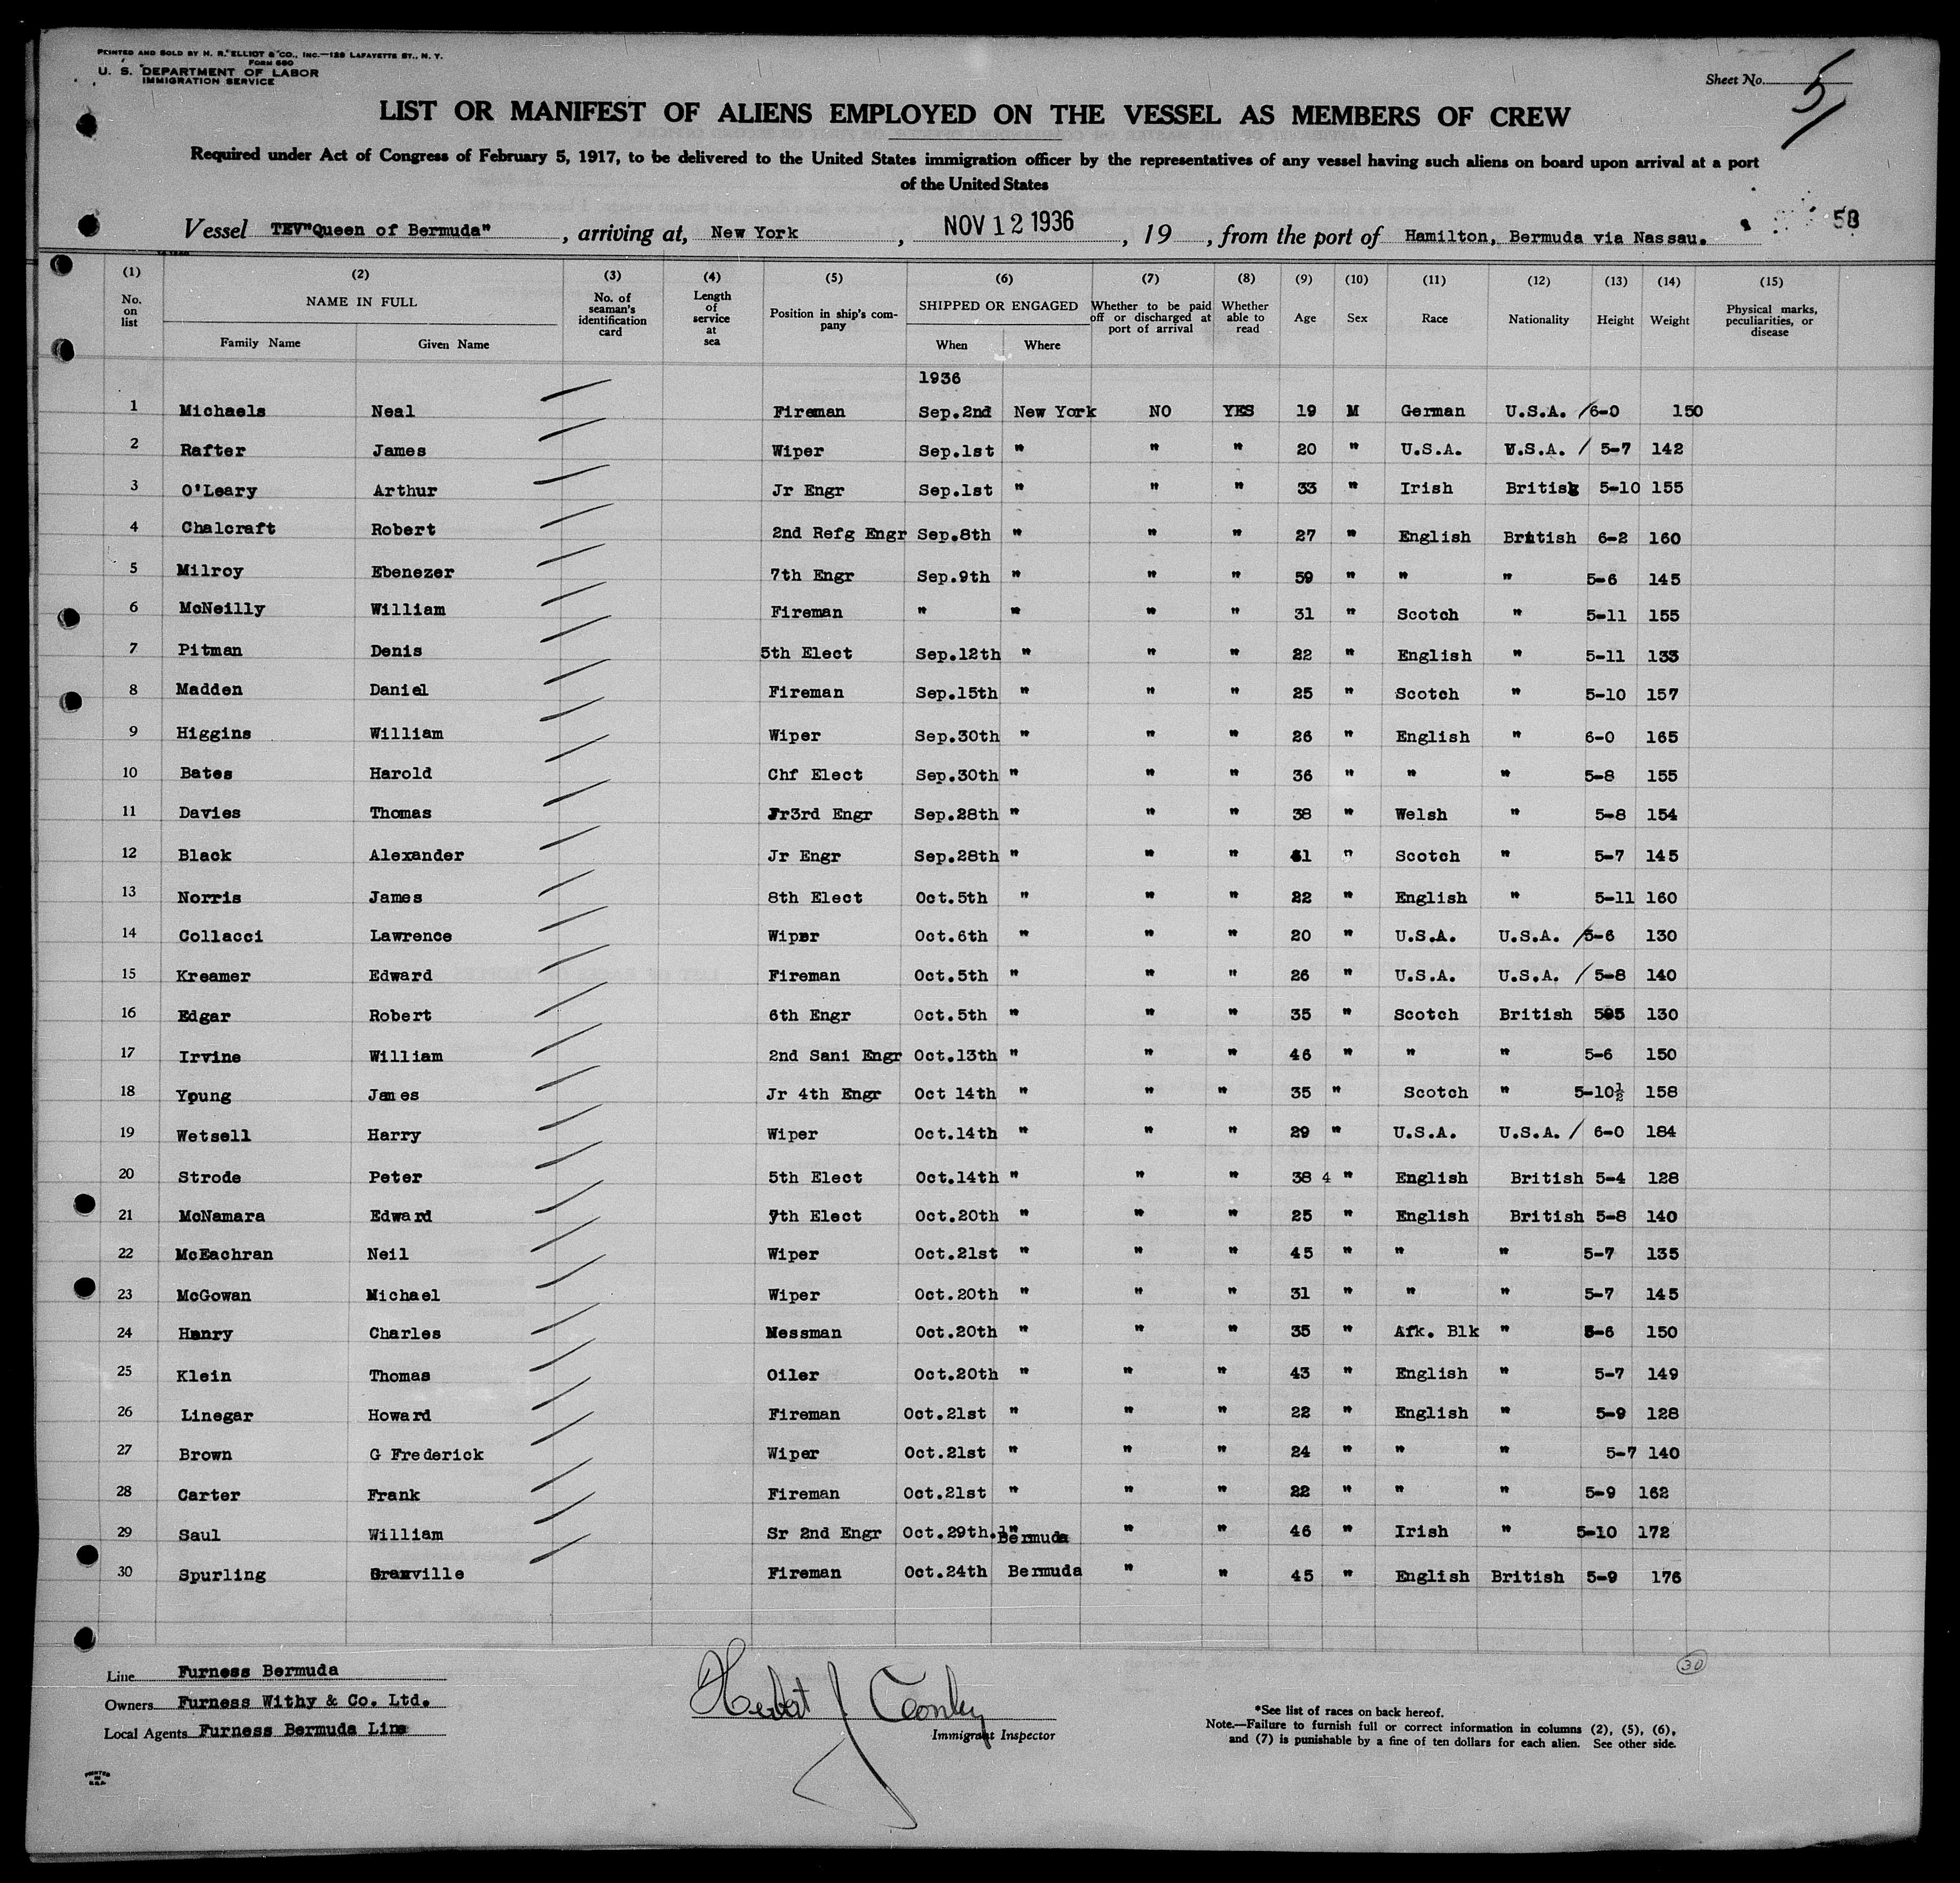 PRINTED AND SOLD BY H. R. ELLIOT & CO., INC.—129 LAFAYETTE ST., N. Y.
FORM 680
U. S. DEPARTMENT OF LABOR
IMMIGRATION SERVICE
Sheet No. 5
LIST OR MANIFEST OF ALIENS EMPLOYED ON THE VESSEL AS MEMBERS OF CREW
Required under Act of Congress of February 5, 1917, to be delivered to the United States immigration officer by the representatives of any vessel having such aliens on board upon arrival at a port
of the United States
Vessel TEV"Queen of Bermuda", arriving at, New York, NOV 12 1936, 19 , from the port of Hamilton, Bermuda via Nassau. 58
(1) (2) (3) (4) (5) (6) (7) (8) (9) (10) (11) (12) (13) (14) (15)
No. on list NAME IN FULL Family Name Given Name No. of seaman's identification card Length of service at sea Position in ship's company SHIPPED OR ENGAGED When Where Whether to be paid off or discharged at port of arrival Whether able to read Age Sex Race Nationality Height Weight Physical marks, peculiarities, or disease
1936
1 Michaels Neal Fireman Sep.2nd New York NO YES 19 M German U.S.A. / 6-0 150
2 Rafter James Wiper Sep.1st " " " 20 " U.S.A. U.S.A. / 5-7 142
3 O'Leary Arthur Jr Engr Sep.1st " " " 33 " Irish British 5-10 155
4 Chalcraft Robert 2nd Refg Engr Sep.8th " " " 27 " English British 6-2 160
5 Milroy Ebenezer 7th Engr Sep.9th " " " 59 " " " 5-6 145
6 McNeilly William Fireman " " " " 31 " Scotch " 5-11 155
7 Pitman Denis 5th Elect Sep.12th " " " 22 " English " 5-11 133
8 Madden Daniel Fireman Sep.15th " " " 25 " Scotch " 5-10 157
9 Higgins William Wiper Sep.30th " " " 26 " English " 6-0 165
10 Bates Harold Chf Elect Sep.30th " " " 36 " " " 5-8 155
11 Davies Thomas Jr3rd Engr Sep.28th " " " 38 " Welsh " 5-8 154
12 Black Alexander Jr Engr Sep.28th " " " " Scotch " 5-7 145
13 Norris James 8th Elect Oct.5th " " " 22 " English " 5-11 160
14 Collacci Lawrence Wiper Oct.6th " " " 20 " U.S.A. U.S.A. / 5-6 130
15 Kreamer Edward Fireman Oct.5th " " " 26 " U.S.A. U.S.A. / 5-8 140
16 Edgar Robert 6th Engr Oct.5th " " " 35 " Scotch British 130
17 Irvine William 2nd Sani Engr Oct.13th " " " 46 " " " 5-6 150
18 Young James Jr 4th Engr Oct 14th " " " 35 " Scotch " 5-10½ 158
19 Wetsell Harry Wiper Oct.14th " " " 29 " U.S.A. U.S.A. / 6-0 184
20 Strode Peter 5th Elect Oct.14th " " " 38 4 " English British 5-4 128
21 McNamara Edward 7th Elect Oct.20th " " " 25 " English British 5-8 140
22 McEachran Neil Wiper Oct.21st " " " 45 " " " 5-7 135
23 McGowan Michael Wiper Oct.20th " " " 31 " " " 5-7 145
24 Henry Charles Messman Oct.20th " " " 35 " Afk. Blk " 5-6 150
25 Klein Thomas Oiler Oct.20th " " " 43 " English " 5-7 149
26 Linegar Howard Fireman Oct.21st " " " 22 " English " 5-9 128
27 Brown G Frederick Wiper Oct.21st " " " 24 " " " 5-7 140
28 Carter Frank Fireman Oct.21st " " " 22 " " " 5-9 162
29 Saul William Sr 2nd Engr Oct.29th. " Bermuda " " 46 " Irish " 5-10 172
30 Spurling Granville Fireman Oct.24th Bermuda " " 45 " English British 5-9 176
30
Line Furness Bermuda
Owners Furness Withy & Co. Ltd.
Local Agents Furness Bermuda Line
Herbert J
Immigrant Inspector
*See list of races on back hereof.
Note.—Failure to furnish full or correct information in columns (2), (5), (6),
and (7) is punishable by a fine of ten dollars for each alien. See other side.
PRINTED
IN
U.S.A.